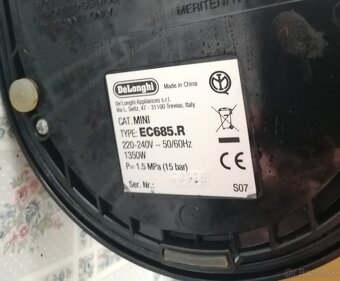 DeLonghi
Made in China
De'Longhi Appliances s.r.l.
Via L. Seitz, 47 - 31100 Treviso, Italy
CAT. MINI
TYPE: EC685.R
220-240V ~ 50/60Hz
1350W
P= 1.5 MPa (15 bar)
Ser. Nr.:
S07
CE